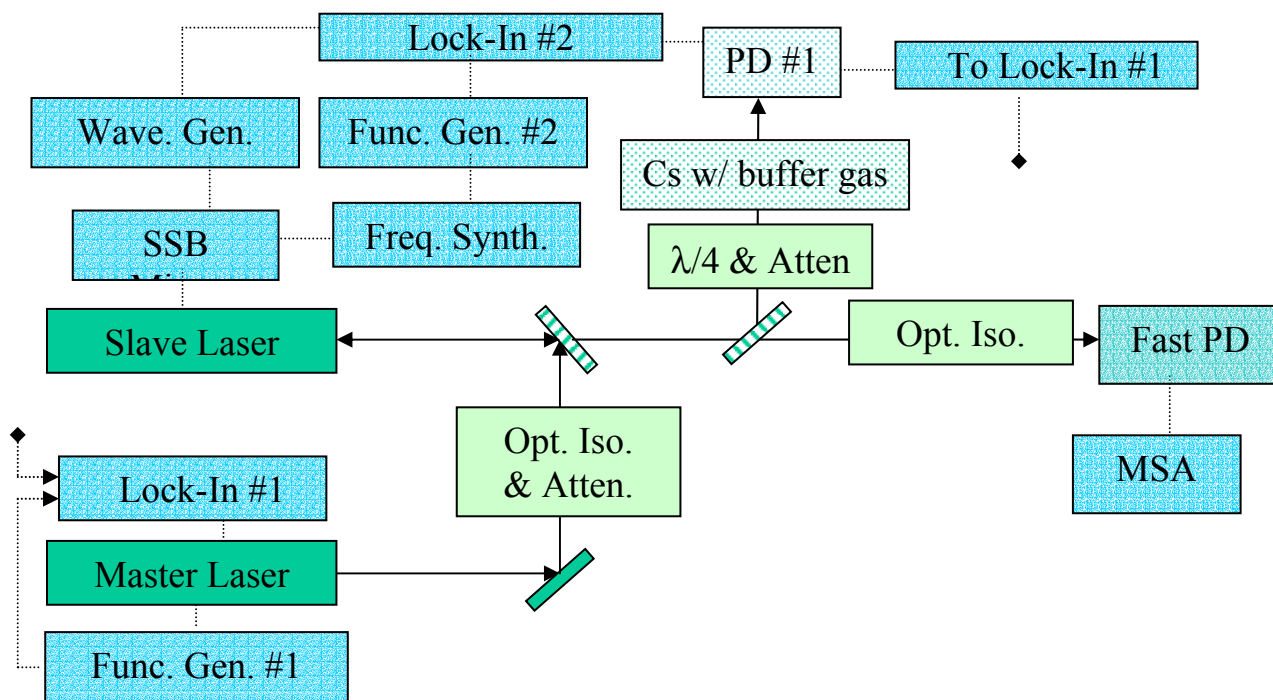 Lock-In #2
PD #1
To Lock-In #1
Wave. Gen.
Func. Gen. #2
Cs w/ buffer gas
SSB
Freq. Synth.
λ/4 & Atten
Slave Laser
Opt. Iso.
Fast PD
Opt. Iso.
& Atten.
MSA
Lock-In #1
Master Laser
Func. Gen. #1